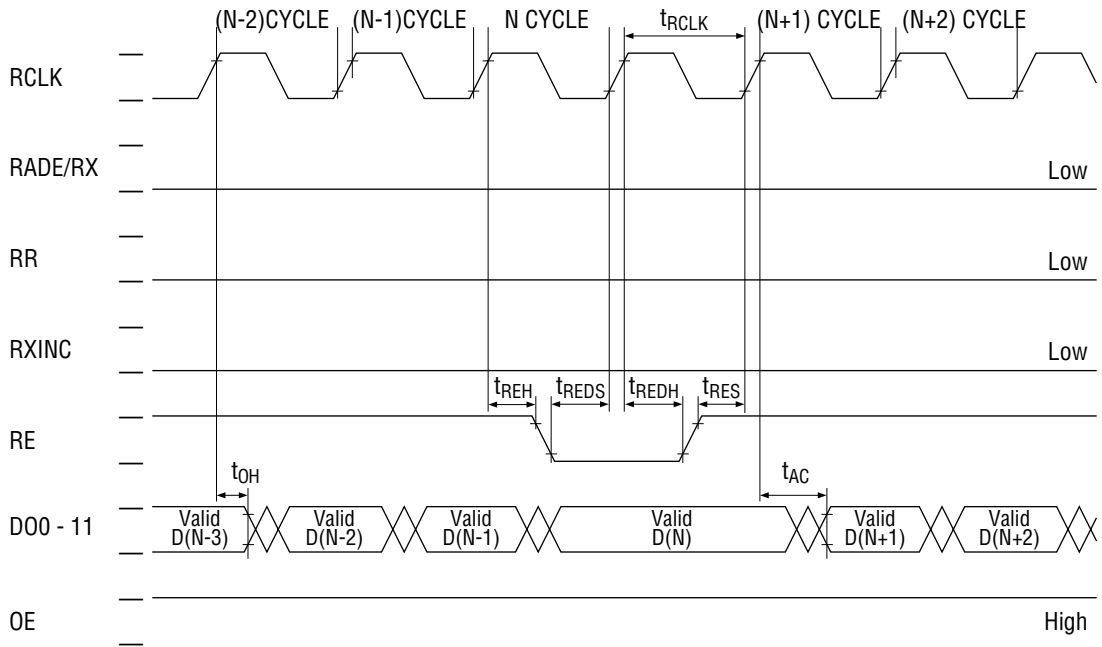 (N-2)CYCLE (N-1)CYCLE N CYCLE tRCLK (N+1) CYCLE (N+2) CYCLE
RCLK
RADE/RX Low
RR Low
RXINC Low
tREH tREDS tREDH tRES
RE
tOH tAC
DO0 - 11
Valid D(N-3)
Valid D(N-2)
Valid D(N-1)
Valid D(N)
Valid D(N+1)
Valid D(N+2)
OE High